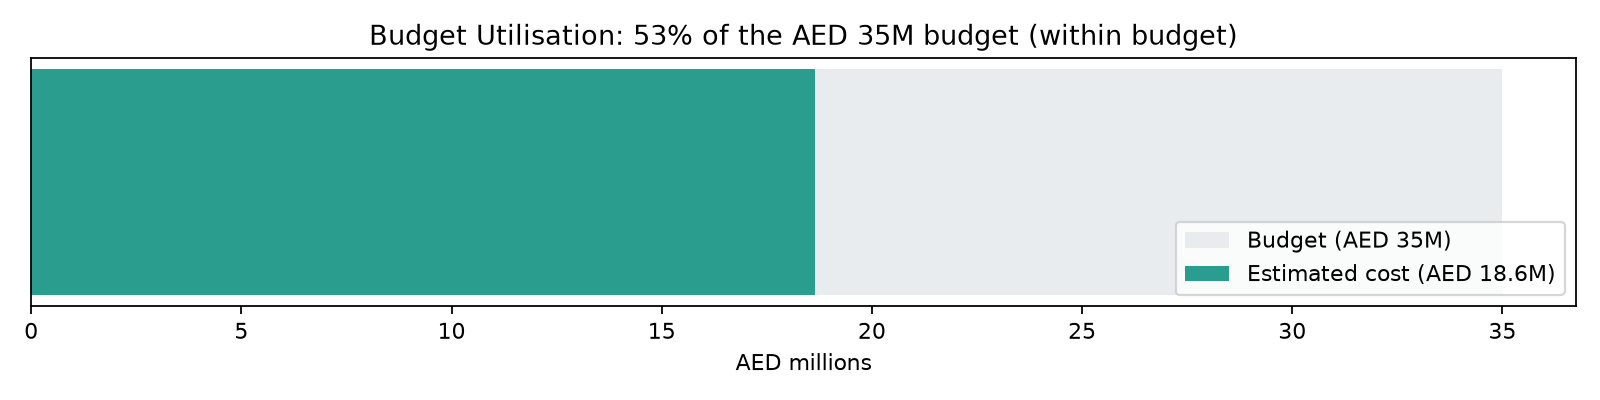 Budget Utilisation: 53% of the AED 35M budget (within budget)
Budget (AED 35M)
Estimated cost (AED 18.6M)
0 5 10 15 20 25 30 35
AED millions